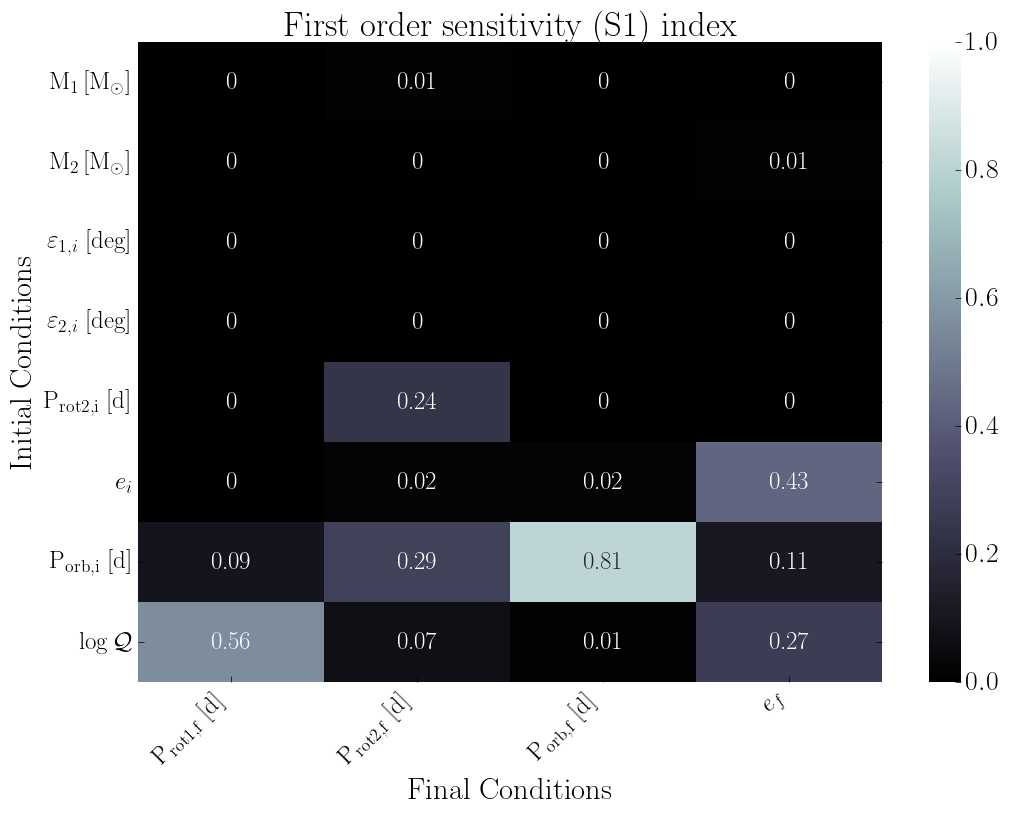 First order sensitivity (S1) index
Initial Conditions
M₁ [M⊙] 0 0.01 0 0
M₂ [M⊙] 0 0 0 0.01
ε₁,ᵢ [deg] 0 0 0 0
ε₂,ᵢ [deg] 0 0 0 0
P_rot2,i [d] 0 0.24 0 0
eᵢ 0 0.02 0.02 0.43
P_orb,i [d] 0.09 0.29 0.81 0.11
log 𝒬 0.56 0.07 0.01 0.27
P_rot1,f [d] P_rot2,f [d] P_orb,f [d] e_f
Final Conditions
1.0
0.8
0.6
0.4
0.2
0.0